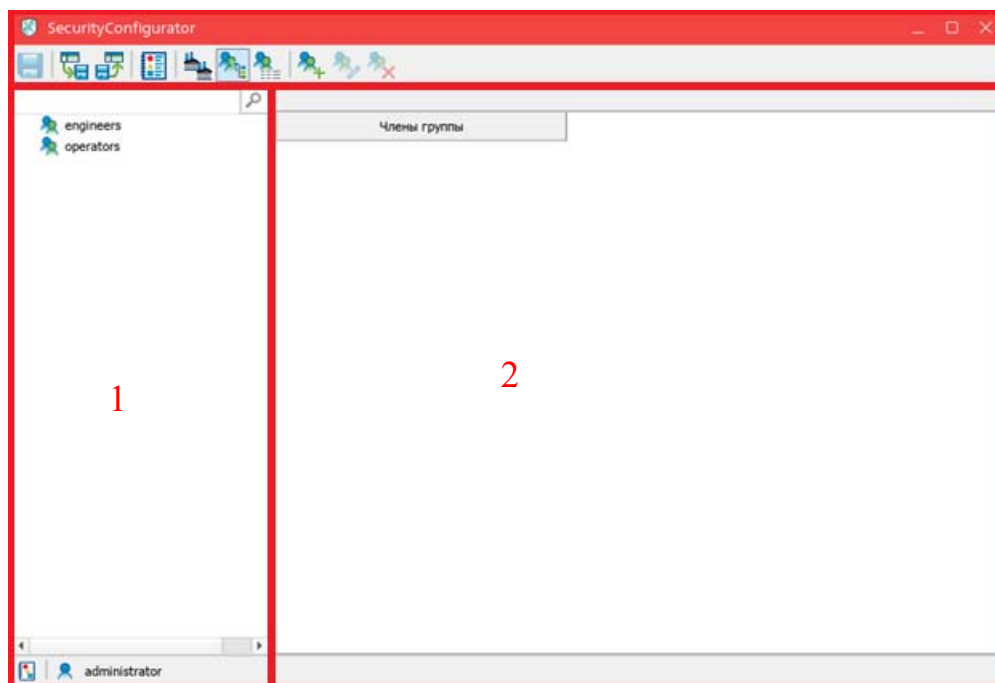 SecurityConfigurator
engineers
operators
Члены группы
1
2
administrator